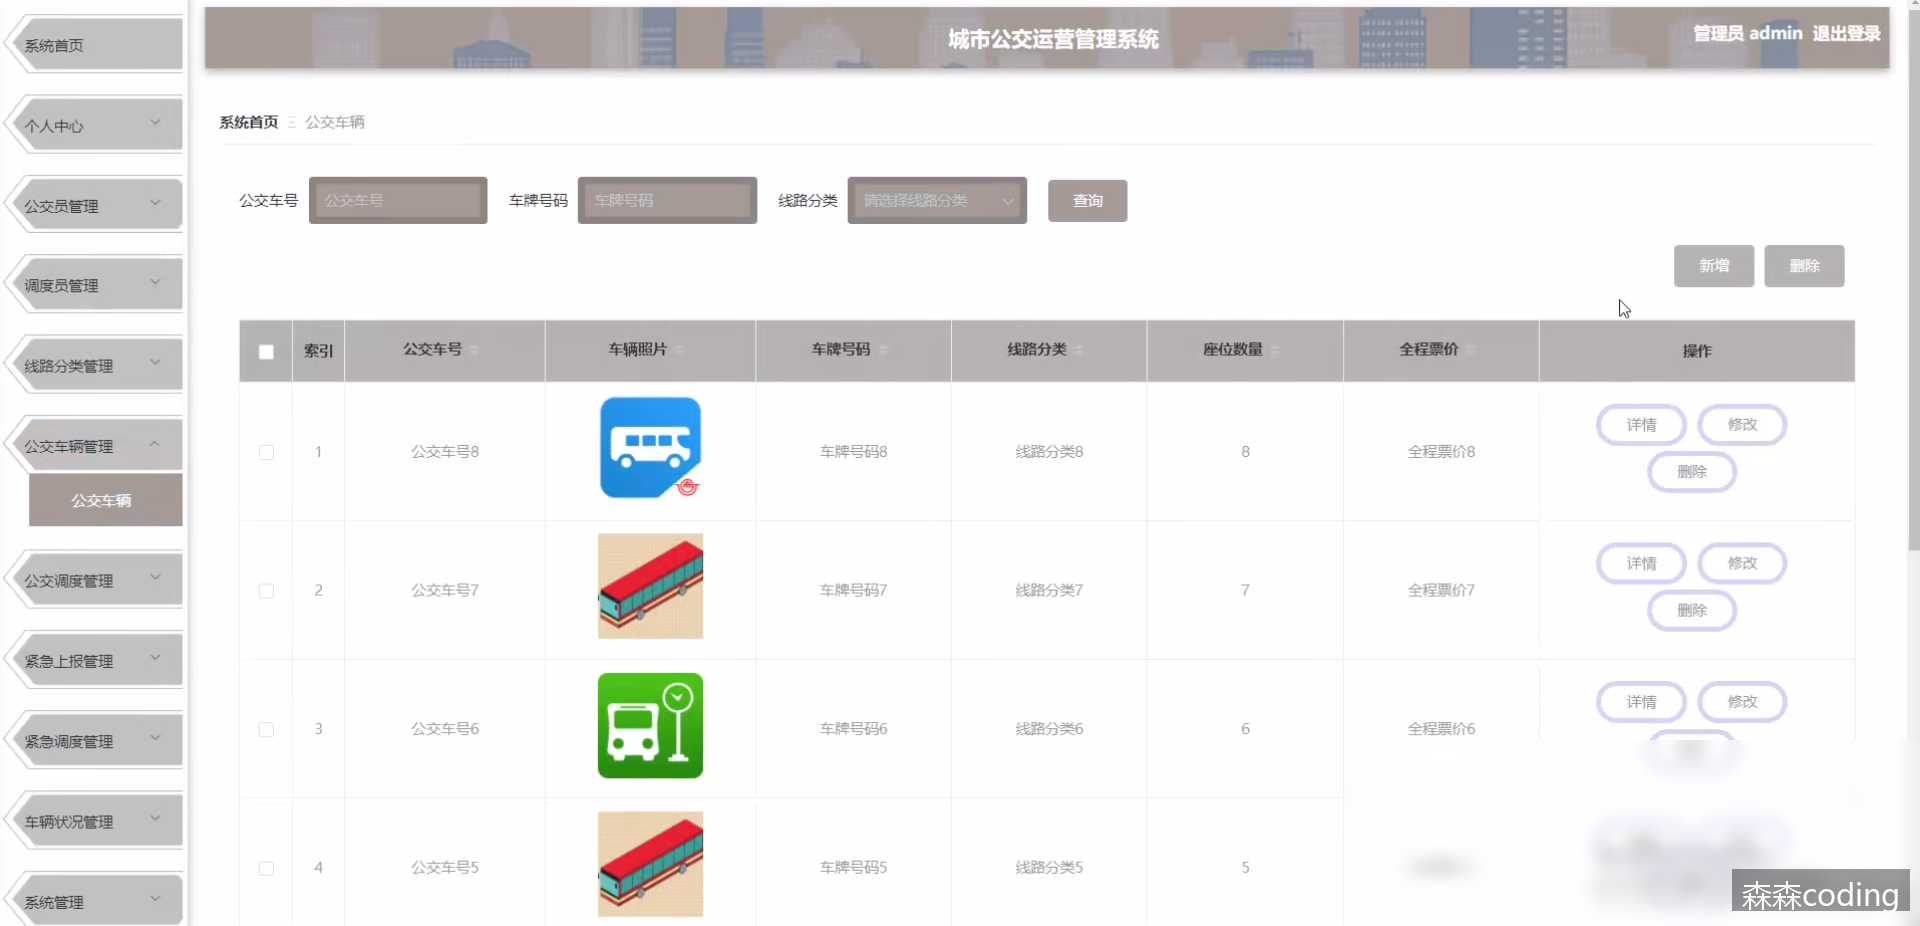 城市公交运营管理系统
管理员 admin 退出登录
系统首页
个人中心
公交员管理
调度员管理
线路分类管理
公交车辆管理
公交车辆
公交调度管理
紧急上报管理
紧急调度管理
车辆状况管理
系统管理
系统首页 公交车辆
公交车号 公交车号 车牌号码 车牌号码 线路分类 请选择线路分类 查询
新增 删除
索引 公交车号 车辆照片 车牌号码 线路分类 座位数量 全程票价 操作
1 公交车号8 车牌号码8 线路分类8 8 全程票价8 详情 修改
删除
2 公交车号7 车牌号码7 线路分类7 7 全程票价7 详情 修改
删除
3 公交车号6 车牌号码6 线路分类6 6 全程票价6 详情 修改
4 公交车号5 车牌号码5 线路分类5 5
森森coding